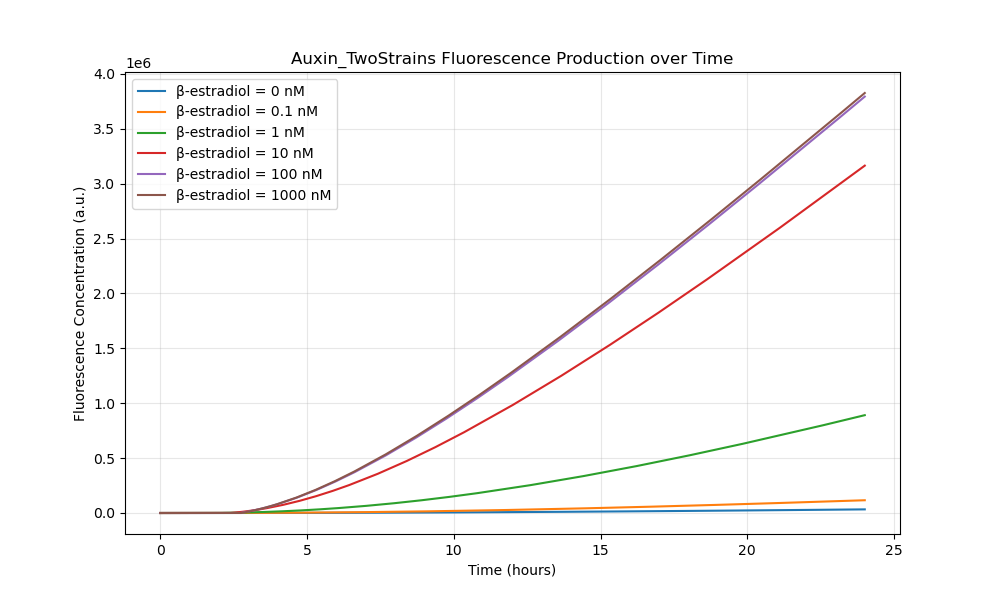 Auxin_TwoStrains Fluorescence Production over Time
1e6
β-estradiol = 0 nM
β-estradiol = 0.1 nM
β-estradiol = 1 nM
β-estradiol = 10 nM
β-estradiol = 100 nM
β-estradiol = 1000 nM
Fluorescence Concentration (a.u.)
4.0
3.5
3.0
2.5
2.0
1.5
1.0
0.5
0.0
0 5 10 15 20 25
Time (hours)